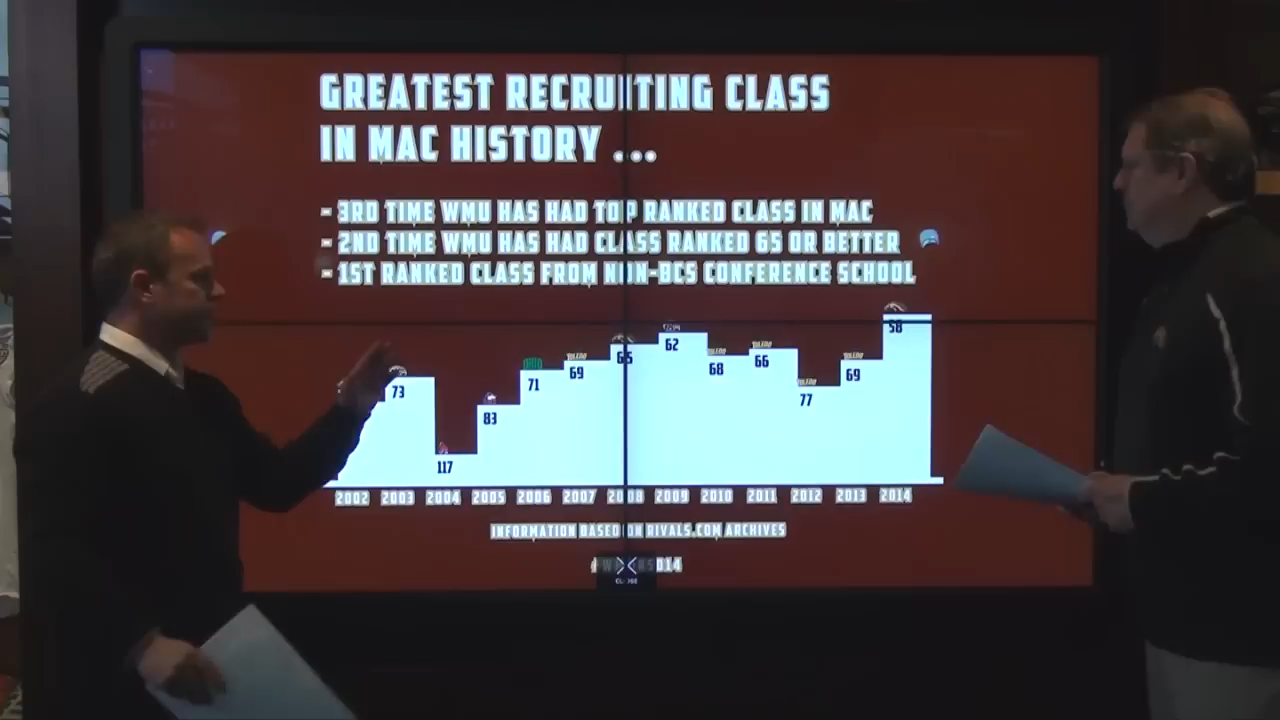 GREATEST RECRUITING CLASS
IN MAC HISTORY ...
- 3RD TIME WMU HAS HAD TOP RANKED CLASS IN MAC
- 2ND TIME WMU HAS HAD CLASS RANKED 65 OR BETTER
- 1ST RANKED CLASS FROM NON-BCS CONFERENCE SCHOOL
73 117 83 71 69 65 62 68 66 77 69 58
2002 2003 2004 2005 2006 2007 2008 2009 2010 2011 2012 2013 2014
INFORMATION BASED ON RIVALS.COM ARCHIVES
CLOSE